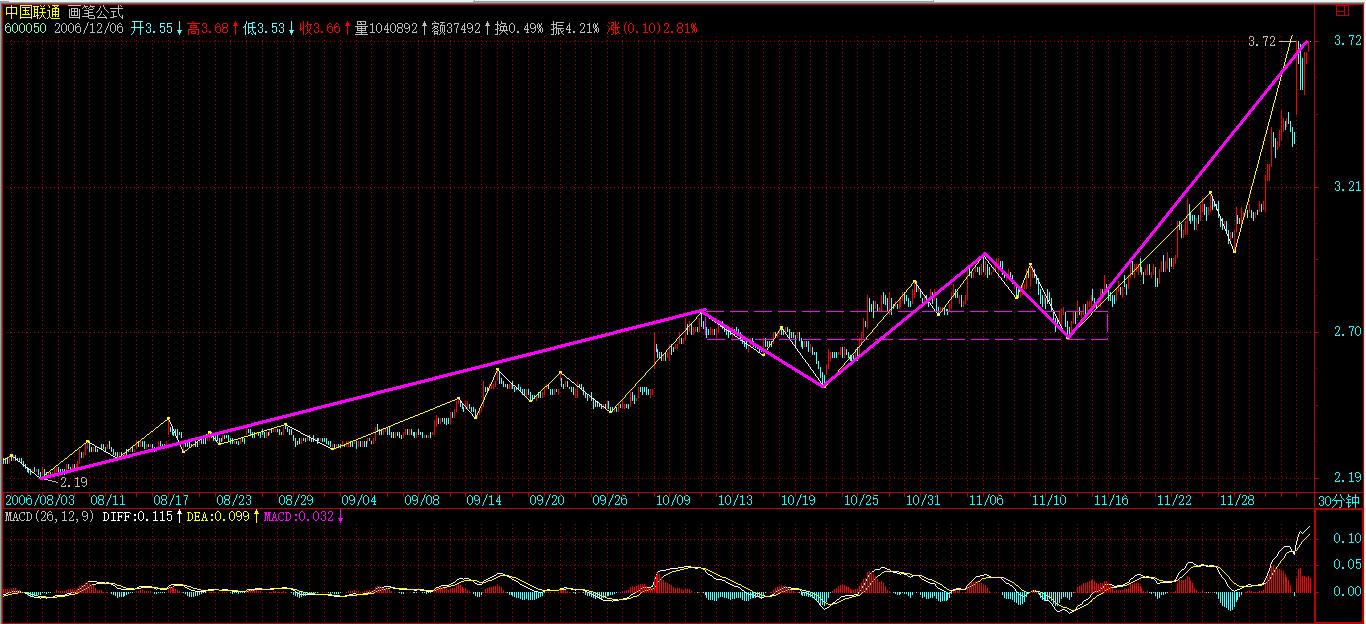 中国联通 画笔公式
600050 2006/12/06 开3.55↓高3.68↑低3.53↓收3.66↑量1040892↑额37492↑换0.49% 振4.21% 涨(0.10)2.81%
3.72 3.72
3.21
2.70
2.19 2.19
2006/08/03 08/11 08/17 08/23 08/29 09/04 09/08 09/14 09/20 09/26 10/09 10/13 10/19 10/25 10/31 11/06 11/10 11/16 11/22 11/28 30分钟
MACD(26,12,9) DIFF:0.115↑DEA:0.099↑MACD:0.032↓
0.10
0.05
0.00